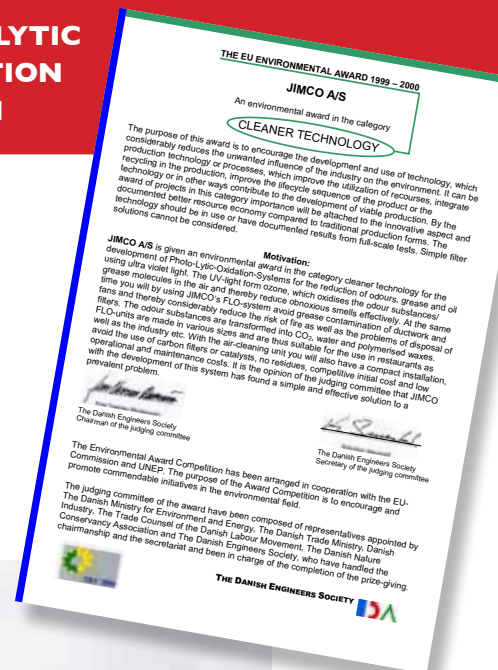 LYTIC
TION
THE EU ENVIRONMENTAL AWARD 1999 – 2000
JIMCO A/S
An environmental award in the category
CLEANER TECHNOLOGY
The purpose of this award is to encourage the development and use of technology, which
considerably reduces the unwanted influence of the industry on the environment. It can be
production technology or processes, which improve the utilization of recourses, integrate
recycling in the production, improve the lifecycle sequence of the product or the
technology or in other ways contribute to the development of viable production. By the
award of projects in this category importance will be attached to the innovative aspect and
documented better resource economy compared to traditional production forms. The
technology should be in use or have documented results from full-scale tests. Simple filter
solutions cannot be considered.
Motivation:
JIMCO A/S is given an environmental award in the category cleaner technology for the
development of Photo-Lytic-Oxidation-Systems for the reduction of odours, grease and oil
using ultra violet light. The UV-light form ozone, which oxidises the odour substances/
grease molecules in the air and thereby reduce obnoxious smells effectively. At the same
time you will by using JIMCO's FLO-system avoid grease contamination of ductwork and
fans and thereby considerably reduce the risk of fire as well as the problems of disposal of
filters. The odour substances are transformed into CO2, water and polymerised waxes.
FLO-units are made in various sizes and are thus suitable for the use in restaurants as
well as the industry etc. With the air-cleaning unit you will also have a compact installation,
avoid the use of carbon filters or catalysts, no residues, competitive initial cost and low
operational and maintenance costs. It is the opinion of the judging committee that JIMCO
with the development of this system has found a simple and effective solution to a
prevalent problem.
The Danish Engineers Society
Chairman of the judging committee
The Danish Engineers Society
Secretary of the judging committee
The Environmental Award Competition has been arranged in cooperation with the EU-
Commission and UNEP. The purpose of the Award Competition is to encourage and
promote commendable initiatives in the environmental field.
The judging committee of the award have been composed of representatives appointed by
The Danish Ministry for Environment and Energy, The Danish Trade Ministry, Danish
Industry, The Trade Counsel of the Danish Labour Movement, The Danish Nature
Conservancy Association and The Danish Engineers Society, who have handled the
chairmanship and the secretariat and been in charge of the completion of the prize-giving.
THE DANISH ENGINEERS SOCIETY